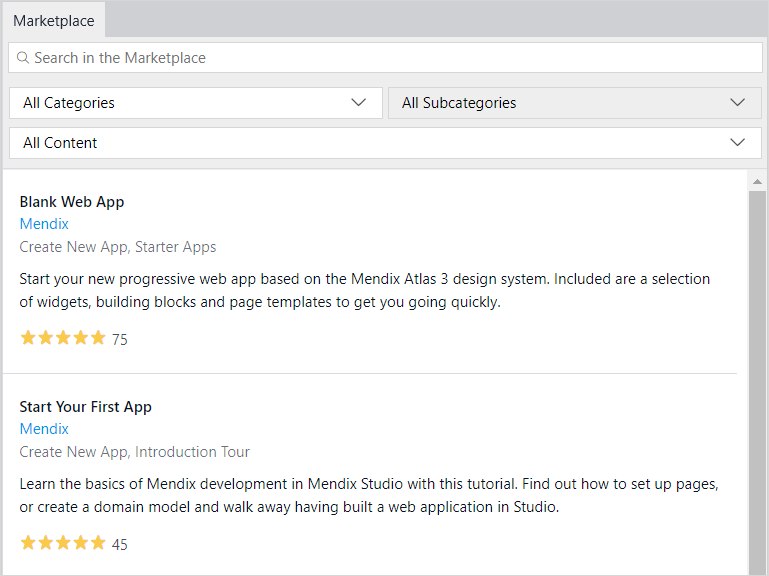 Marketplace
Search in the Marketplace
All Categories
All Subcategories
All Content
Blank Web App
Mendix
Create New App, Starter Apps
Start your new progressive web app based on the Mendix Atlas 3 design system. Included are a selection
of widgets, building blocks and page templates to get you going quickly.
75
Start Your First App
Mendix
Create New App, Introduction Tour
Learn the basics of Mendix development in Mendix Studio with this tutorial. Find out how to set up pages,
or create a domain model and walk away having built a web application in Studio.
45